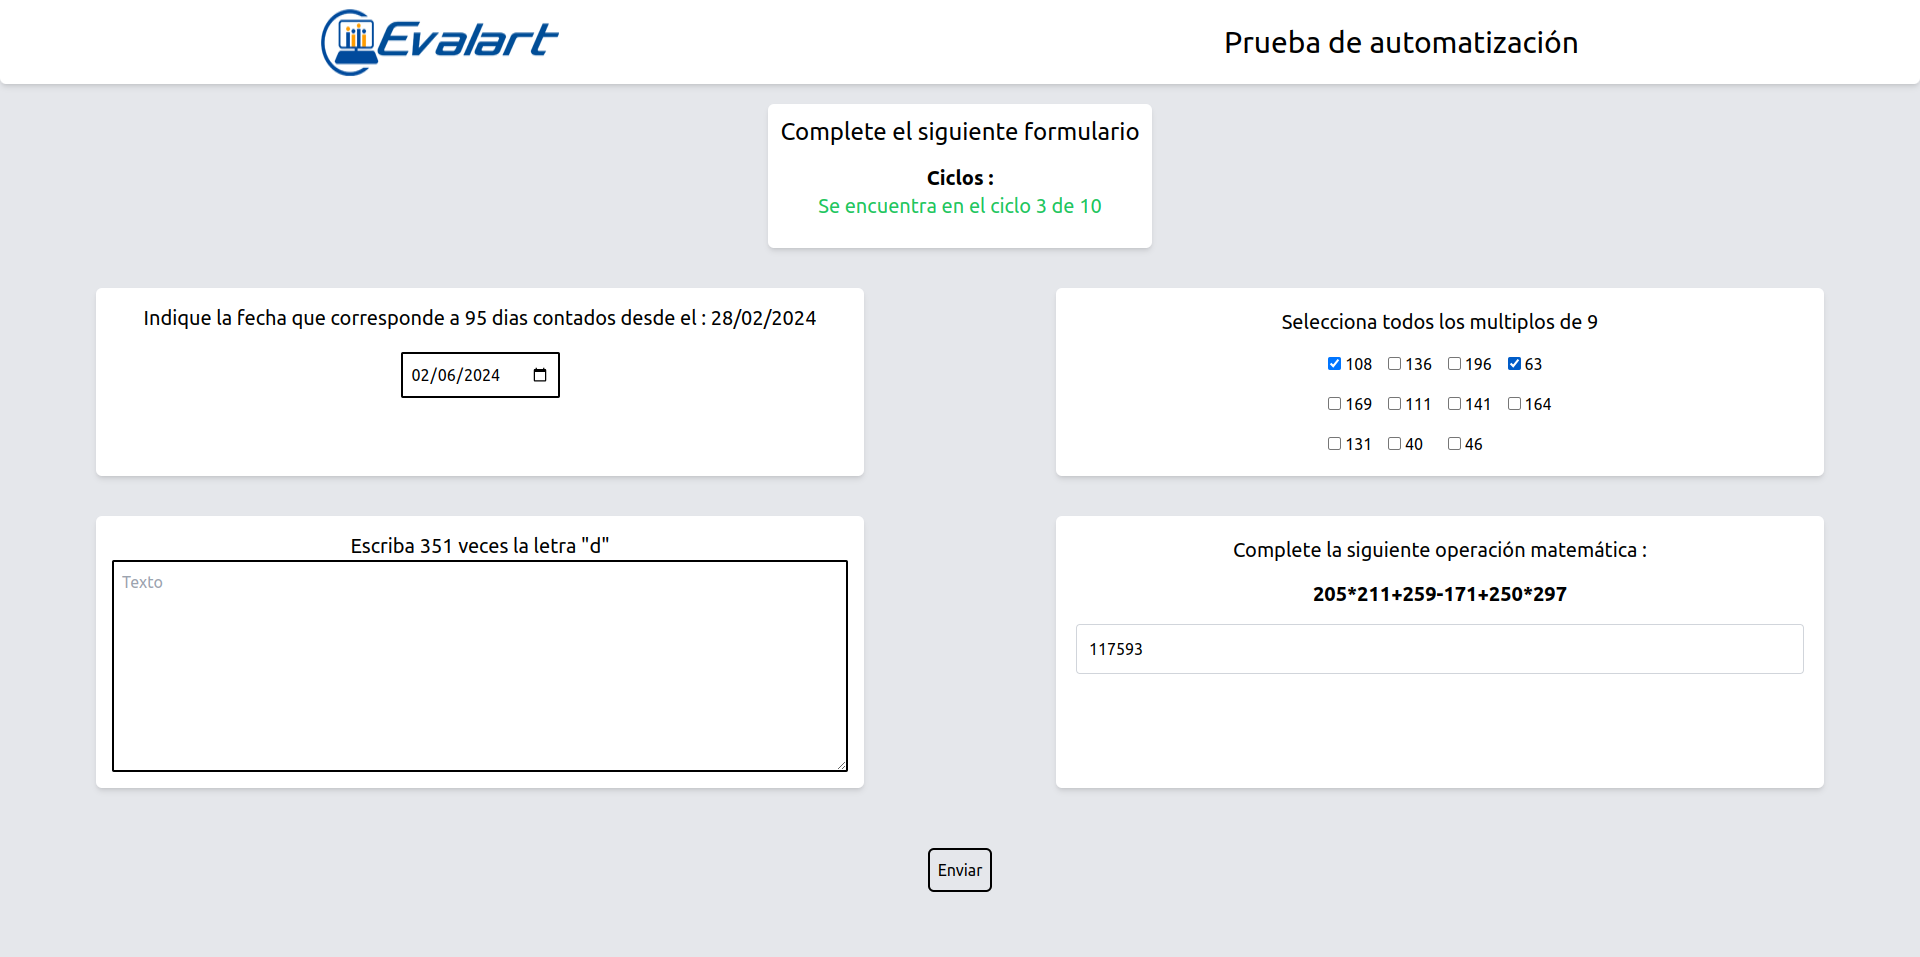 Evalart
Prueba de automatización
Complete el siguiente formulario
Ciclos :
Se encuentra en el ciclo 3 de 10
Indique la fecha que corresponde a 95 dias contados desde el : 28/02/2024
02/06/2024
Selecciona todos los multiplos de 9
108 136 196 63
169 111 141 164
131 40 46
Escriba 351 veces la letra "d"
Texto
Complete la siguiente operación matemática :
205*211+259-171+250*297
117593
Enviar